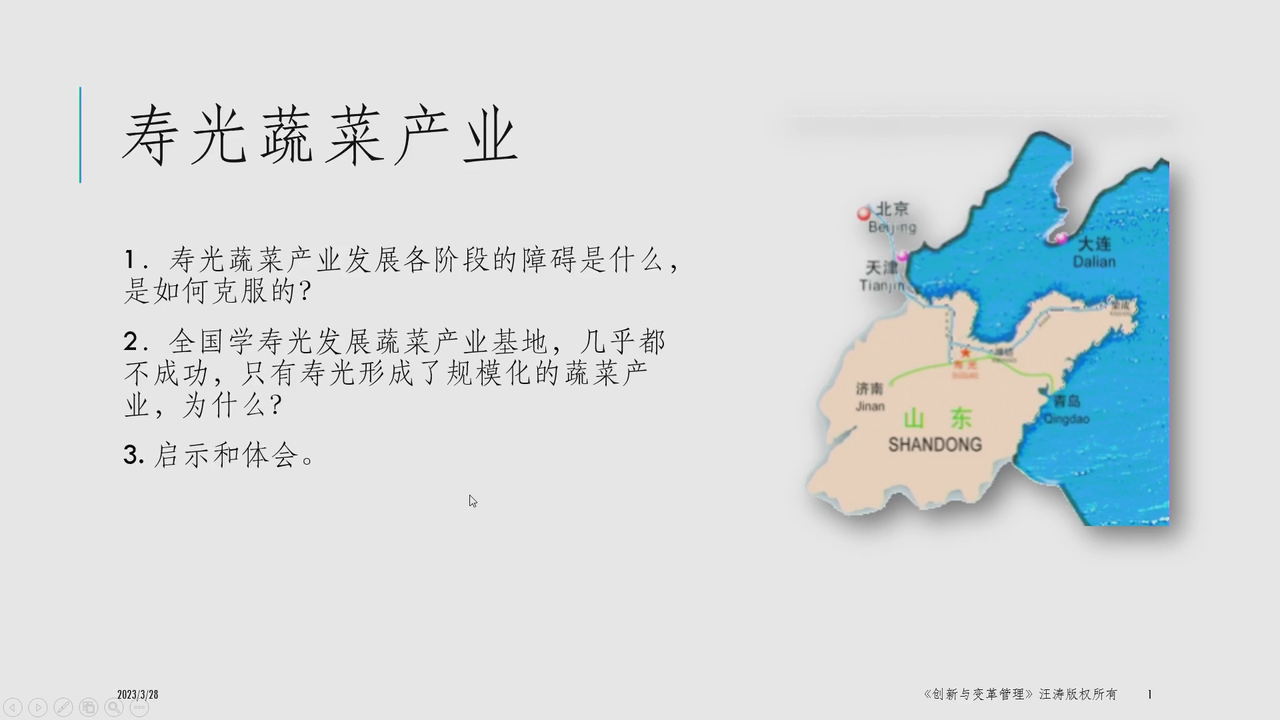 寿光蔬菜产业
1．寿光蔬菜产业发展各阶段的障碍是什么，
是如何克服的？
2．全国学寿光发展蔬菜产业基地，几乎都
不成功，只有寿光形成了规模化的蔬菜产
业，为什么？
3. 启示和体会。
北京
Beijing
天津
Tianjin
大连
Dalian
荣成
潍坊
寿光
济南
Jinan
青岛
Qingdao
山 东
SHANDONG
2023/3/28
《创新与变革管理》汪涛版权所有
1